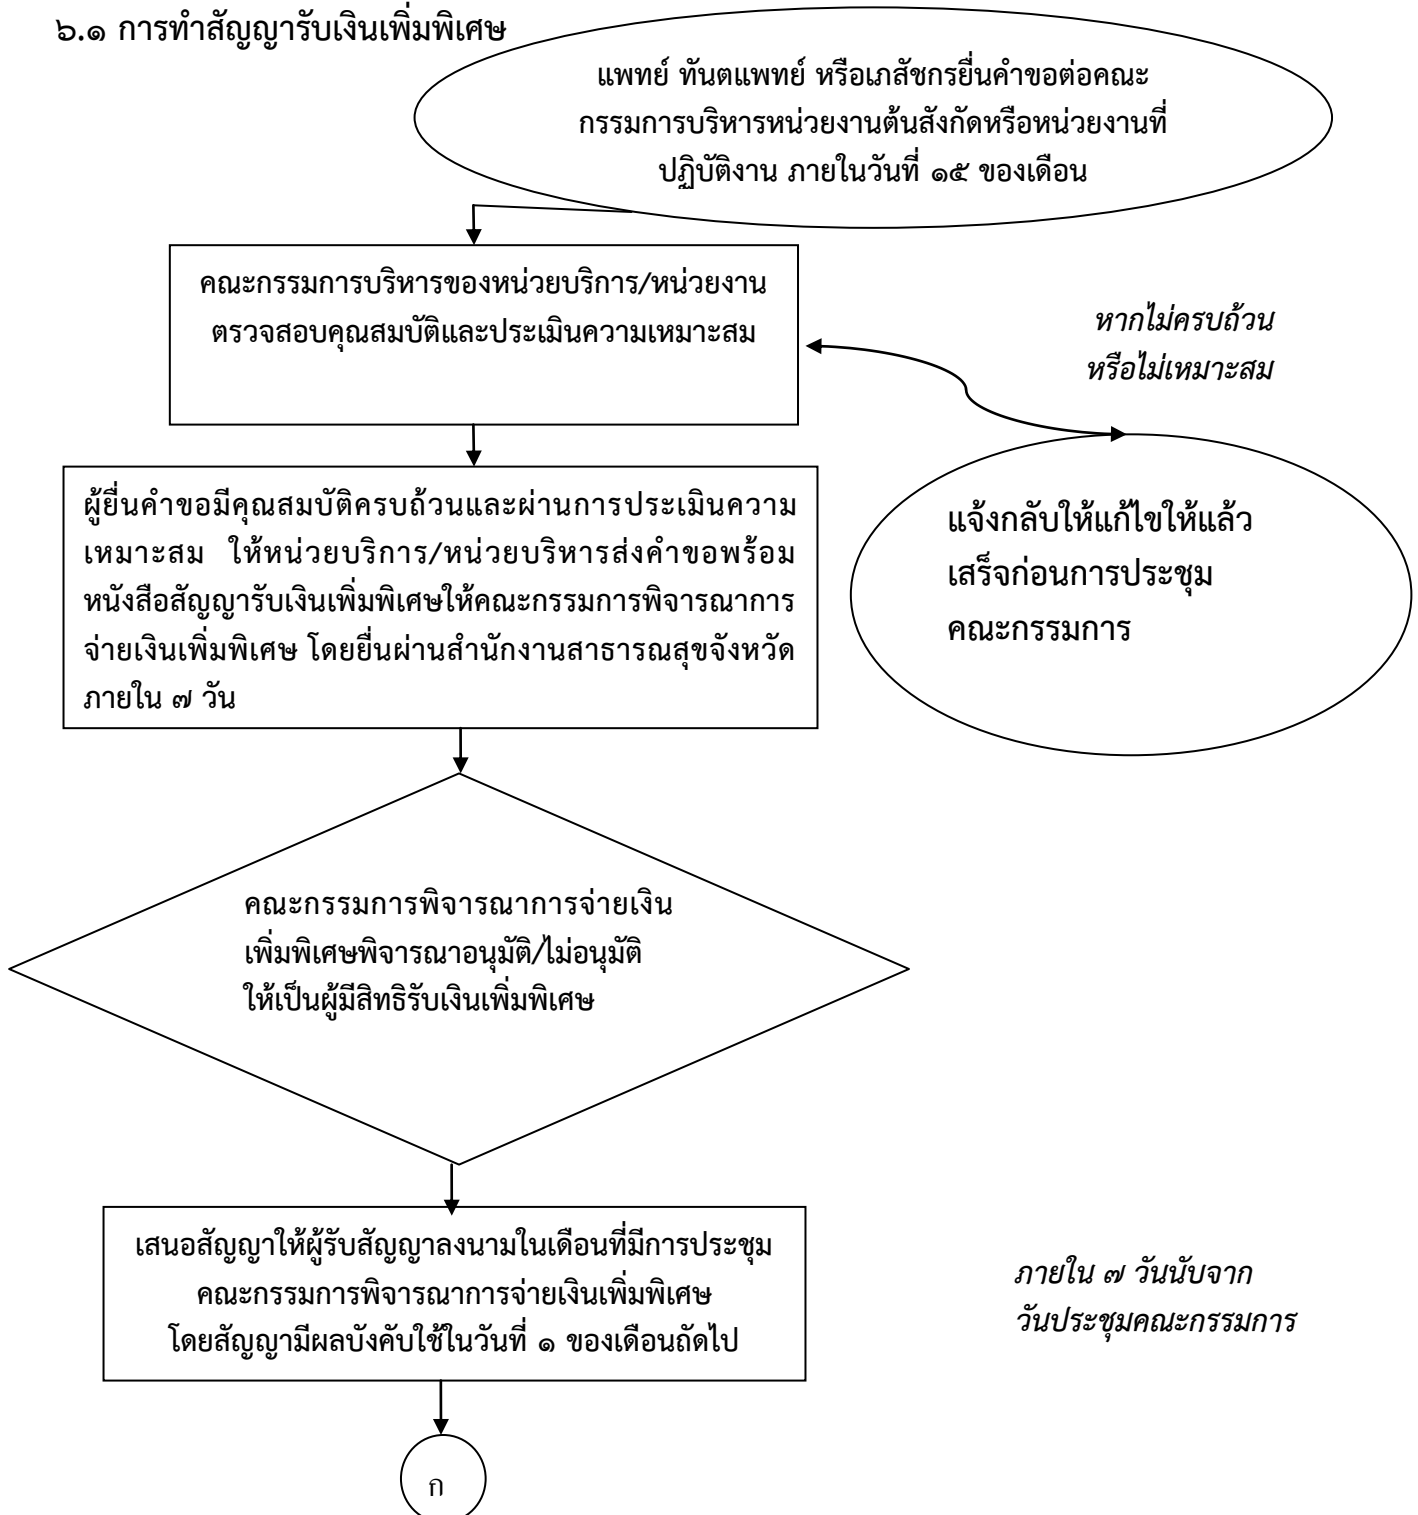 ๖.๑ การทำสัญญารับเงินเพิ่มพิเศษ
แพทย์ ทันตแพทย์ หรือเภสัชกรยื่นคำขอต่อคณะ
กรรมการบริหารหน่วยงานต้นสังกัดหรือหน่วยงานที่
ปฏิบัติงาน ภายในวันที่ ๑๕ ของเดือน
คณะกรรมการบริหารของหน่วยบริการ/หน่วยงาน
ตรวจสอบคุณสมบัติและประเมินความเหมาะสม
หากไม่ครบถ้วน
หรือไม่เหมาะสม
ผู้ยื่นคำขอมีคุณสมบัติครบถ้วนและผ่านการประเมินความ
เหมาะสม ให้หน่วยบริการ/หน่วยบริหารส่งคำขอพร้อม
หนังสือสัญญารับเงินเพิ่มพิเศษให้คณะกรรมการพิจารณาการ
จ่ายเงินเพิ่มพิเศษ โดยยื่นผ่านสำนักงานสาธารณสุขจังหวัด
ภายใน ๗ วัน
แจ้งกลับให้แก้ไขให้แล้ว
เสร็จก่อนการประชุม
คณะกรรมการ
คณะกรรมการพิจารณาการจ่ายเงิน
เพิ่มพิเศษพิจารณาอนุมัติ/ไม่อนุมัติ
ให้เป็นผู้มีสิทธิรับเงินเพิ่มพิเศษ
เสนอสัญญาให้ผู้รับสัญญาลงนามในเดือนที่มีการประชุม
คณะกรรมการพิจารณาการจ่ายเงินเพิ่มพิเศษ
โดยสัญญามีผลบังคับใช้ในวันที่ ๑ ของเดือนถัดไป
ภายใน ๗ วันนับจาก
วันประชุมคณะกรรมการ
ก